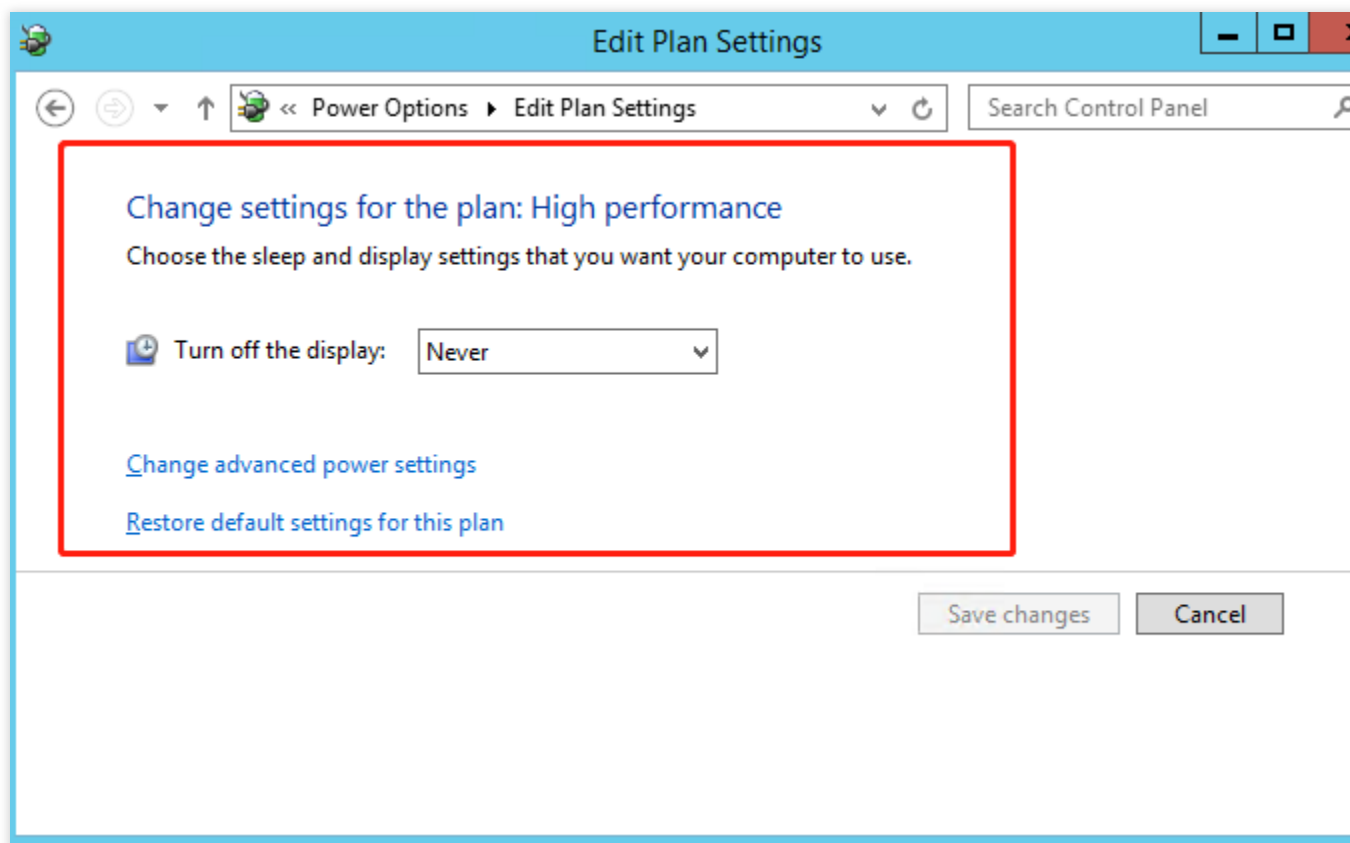 Edit Plan Settings
« Power Options ▸ Edit Plan Settings
Search Control Panel
Change settings for the plan: High performance
Choose the sleep and display settings that you want your computer to use.
Turn off the display: Never
Change advanced power settings
Restore default settings for this plan
Save changes Cancel